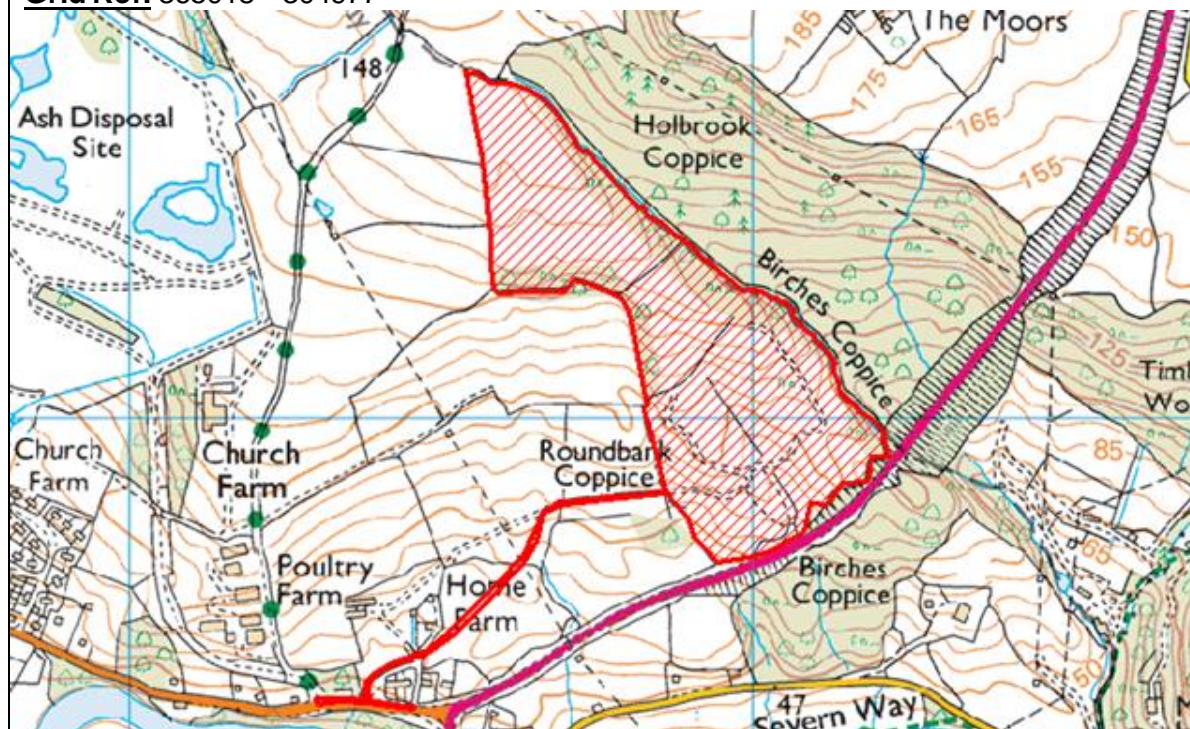 148
The Moors
185
175
165
155
150
Ash Disposal
Site
Holbrook
Coppice
Birches Coppice
125
Church
Farm
Church
Farm
Roundbank
Coppice
85
65
Poultry
Farm
Home
Farm
Birches
Coppice
50
47
Severn Way